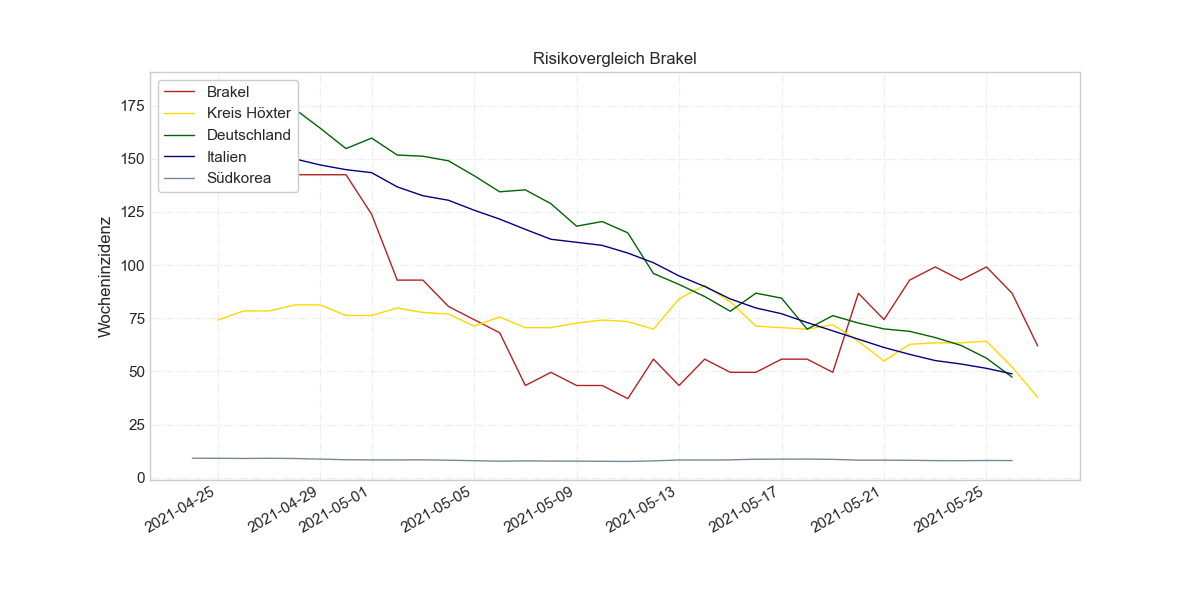 Risikovergleich Brakel
Brakel
Kreis Höxter
Deutschland
Italien
Südkorea
Wocheninzidenz
175
150
125
100
75
50
25
0
2021-04-25
2021-04-29
2021-05-01
2021-05-05
2021-05-09
2021-05-13
2021-05-17
2021-05-21
2021-05-25